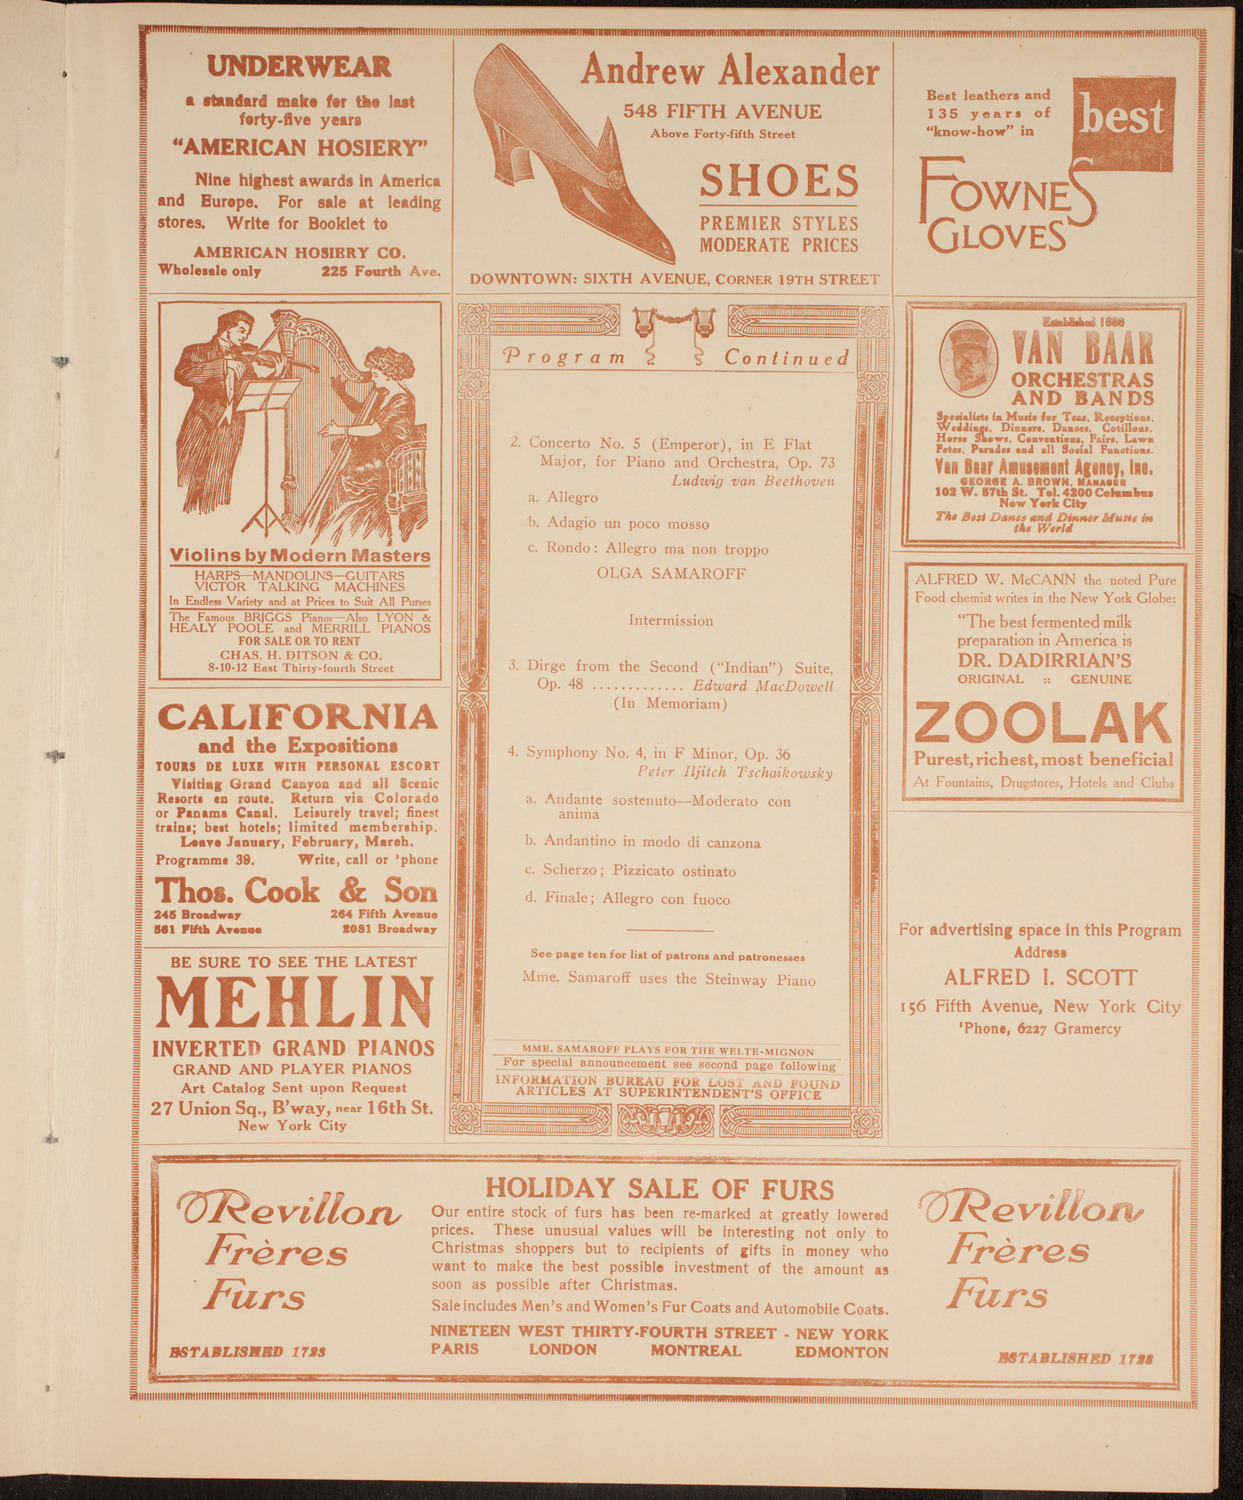 UNDERWEAR
a standard make for the last
forty-five years
"AMERICAN HOSIERY"
Nine highest awards in America
and Europe. For sale at leading
stores. Write for Booklet to
AMERICAN HOSIERY CO.
Wholesale only 225 Fourth Ave.
Andrew Alexander
548 FIFTH AVENUE
Above Forty-fifth Street
SHOES
PREMIER STYLES
MODERATE PRICES
DOWNTOWN: SIXTH AVENUE, CORNER 19TH STREET
Best leathers and
135 years of
"know-how" in
best
FOWNES
GLOVES
Violins by Modern Masters
HARPS—MANDOLINS—GUITARS
VICTOR TALKING MACHINES
In Endless Variety and at Prices to Suit All Purses
The Famous BRIGGS Pianos—Also LYON &
HEALY POOLE and MERRILL PIANOS
FOR SALE OR TO RENT
CHAS. H. DITSON & CO.
8-10-12 East Thirty-fourth Street
CALIFORNIA
and the Expositions
TOURS DE LUXE WITH PERSONAL ESCORT
Visiting Grand Canyon and all Scenic
Resorts en route. Return via Colorado
or Panama Canal. Leisurely travel; finest
trains; best hotels; limited membership.
Leave January, February, March.
Programme 39. Write, call or 'phone
Thos. Cook & Son
245 Broadway 264 Fifth Avenue
561 Fifth Avenue 2081 Broadway
BE SURE TO SEE THE LATEST
MEHLIN
INVERTED GRAND PIANOS
GRAND AND PLAYER PIANOS
Art Catalog Sent upon Request
27 Union Sq., B'way, near 16th St.
New York City
Program Continued
2. Concerto No. 5 (Emperor), in E Flat
Major, for Piano and Orchestra, Op. 73
Ludwig van Beethoven
a. Allegro
b. Adagio un poco mosso
c. Rondo: Allegro ma non troppo
OLGA SAMAROFF
Intermission
3. Dirge from the Second ("Indian") Suite,
Op. 48 ............. Edward MacDowell
(In Memoriam)
4. Symphony No. 4, in F Minor, Op. 36
Peter Iljitch Tschaikowsky
a. Andante sostenuto—Moderato con
anima
b. Andantino in modo di canzona
c. Scherzo; Pizzicato ostinato
d. Finale; Allegro con fuoco
See page ten for list of patrons and patronesses
Mme. Samaroff uses the Steinway Piano
MME. SAMAROFF PLAYS FOR THE WELTE-MIGNON
For special announcement see second page following
INFORMATION BUREAU FOR LOST AND FOUND
ARTICLES AT SUPERINTENDENT'S OFFICE
Established 1886
VAN BAAR
ORCHESTRAS
AND BANDS
Specialists in Music for Teas, Receptions,
Weddings, Dinners, Dances, Cotillons,
Horse Shows, Conventions, Fairs, Lawn
Fetes, Parades and all Social Functions.
Van Baar Amusement Agency, Inc.
GEORGE A. BROWN, MANAGER
102 W. 57th St. Tel. 4200 Columbus
New York City
The Best Dance and Dinner Music in
the World
ALFRED W. McCANN the noted Pure
Food chemist writes in the New York Globe:
"The best fermented milk
preparation in America is
DR. DADIRRIAN'S
ORIGINAL :: GENUINE
ZOOLAK
Purest, richest, most beneficial
At Fountains, Drugstores, Hotels and Clubs
For advertising space in this Program
Address
ALFRED I. SCOTT
156 Fifth Avenue, New York City
'Phone, 6227 Gramercy
Revillon
Frères
Furs
ESTABLISHED 1723
HOLIDAY SALE OF FURS
Our entire stock of furs has been re-marked at greatly lowered
prices. These unusual values will be interesting not only to
Christmas shoppers but to recipients of gifts in money who
want to make the best possible investment of the amount as
soon as possible after Christmas.
Sale includes Men's and Women's Fur Coats and Automobile Coats.
NINETEEN WEST THIRTY-FOURTH STREET - NEW YORK
PARIS LONDON MONTREAL EDMONTON
Revillon
Frères
Furs
ESTABLISHED 1723